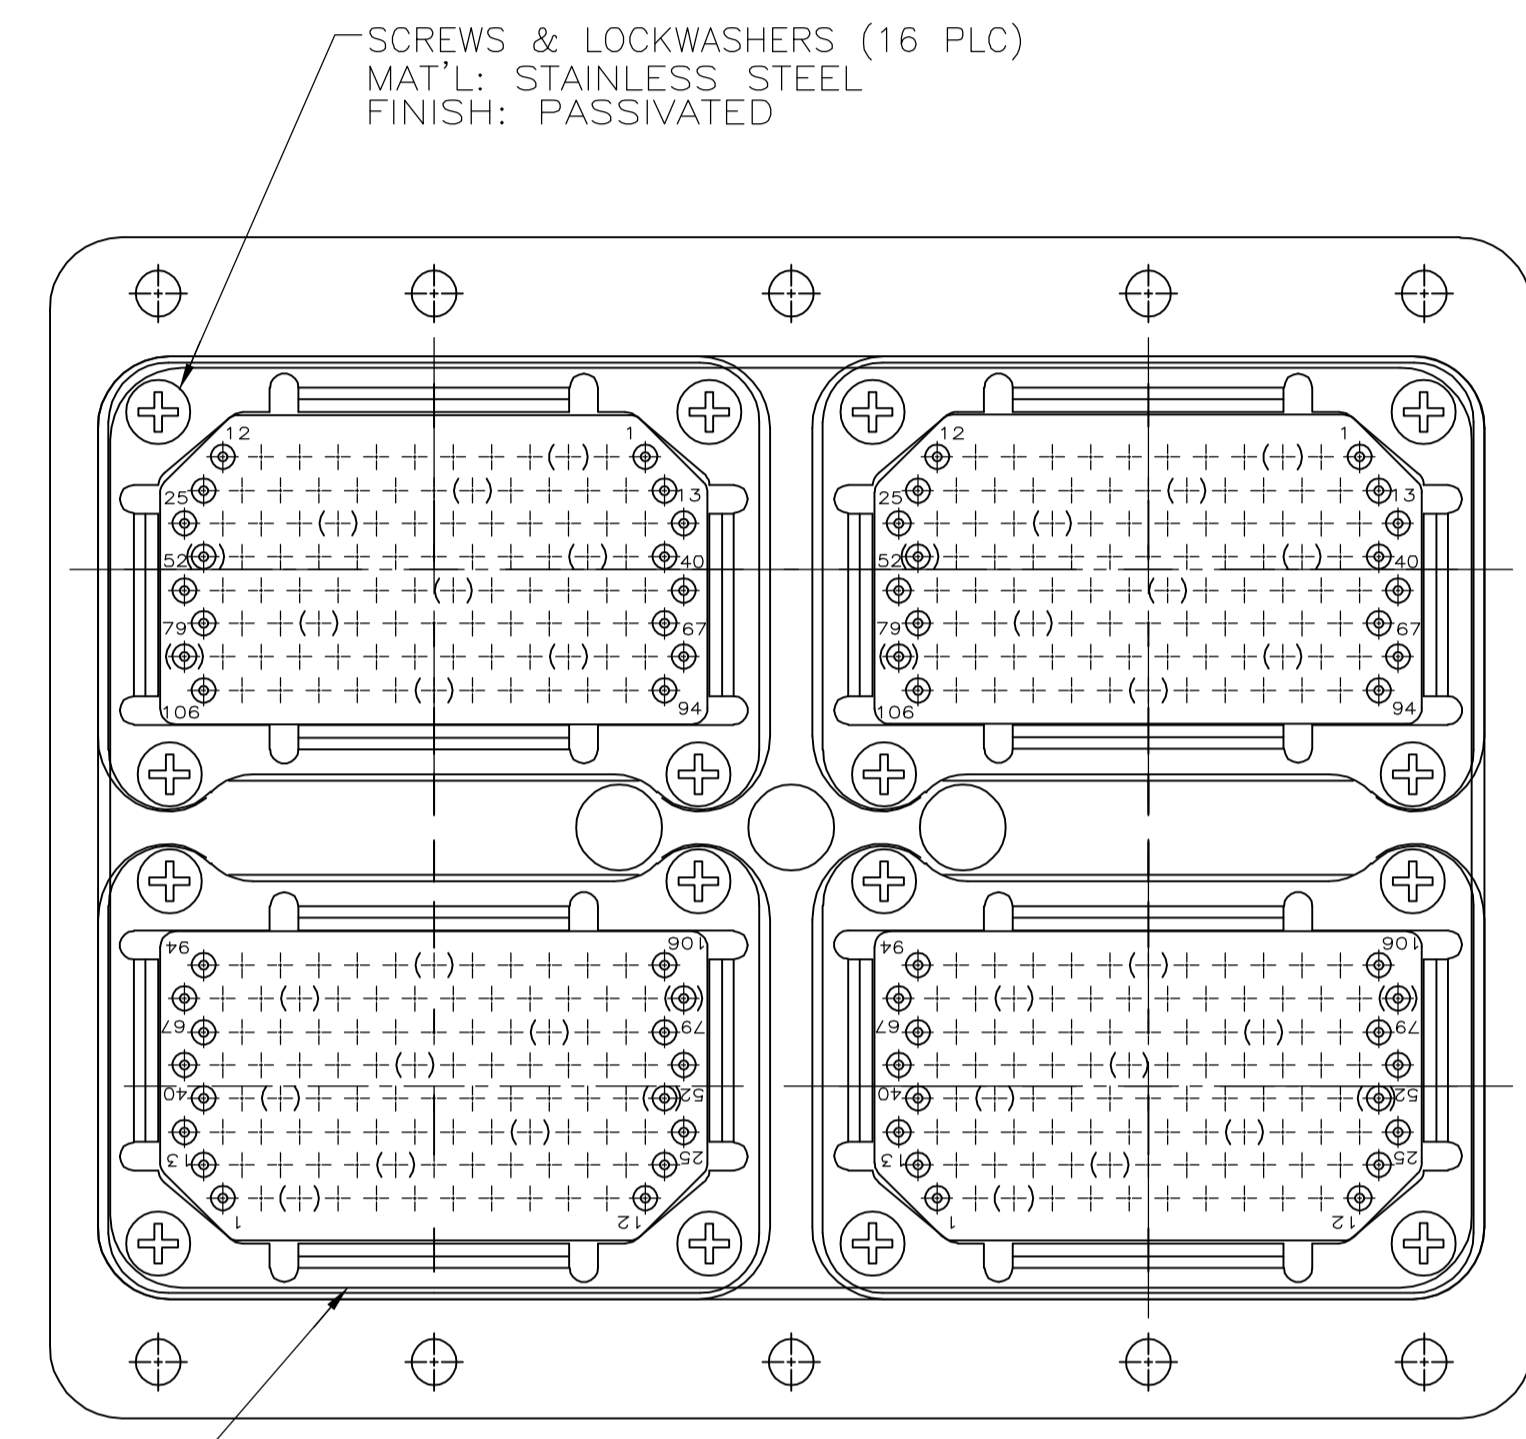 SCREWS & LOCKWASHERS (16 PLC)
MAT'L: STAINLESS STEEL
FINISH: PASSIVATED
12 1 12 1
25 13 25 13
52 40 52 40
79 67 79 67
106 94 106 94
94 106 94 106
67 79 67 79
40 52 40 52
13 25 13 25
1 12 1 12